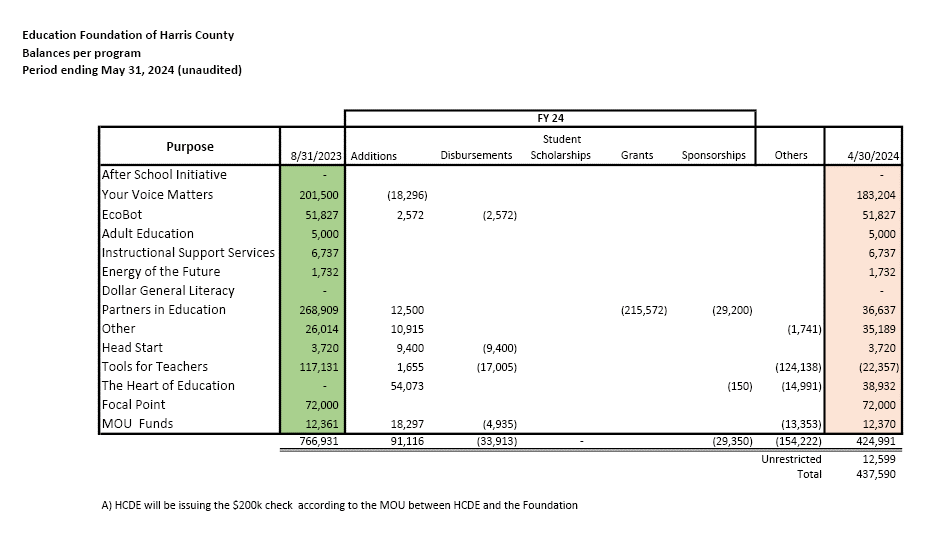 Education Foundation of Harris County
Balances per program
Period ending May 31, 2024 (unaudited)
FY 24
Purpose 8/31/2023 Additions Disbursements Student Scholarships Grants Sponsorships Others 4/30/2024
After School Initiative - -
Your Voice Matters 201,500 (18,296) 183,204
EcoBot 51,827 2,572 (2,572) 51,827
Adult Education 5,000 5,000
Instructional Support Services 6,737 6,737
Energy of the Future 1,732 1,732
Dollar General Literacy - -
Partners in Education 268,909 12,500 (215,572) (29,200) 36,637
Other 26,014 10,915 (1,741) 35,189
Head Start 3,720 9,400 (9,400) 3,720
Tools for Teachers 117,131 1,655 (17,005) (124,138) (22,357)
The Heart of Education - 54,073 (150) (14,991) 38,932
Focal Point 72,000 72,000
MOU Funds 12,361 18,297 (4,935) (13,353) 12,370
766,931 91,116 (33,913) - (29,350) (154,222) 424,991
Unrestricted 12,599
Total 437,590
A) HCDE will be issuing the $200k check according to the MOU between HCDE and the Foundation